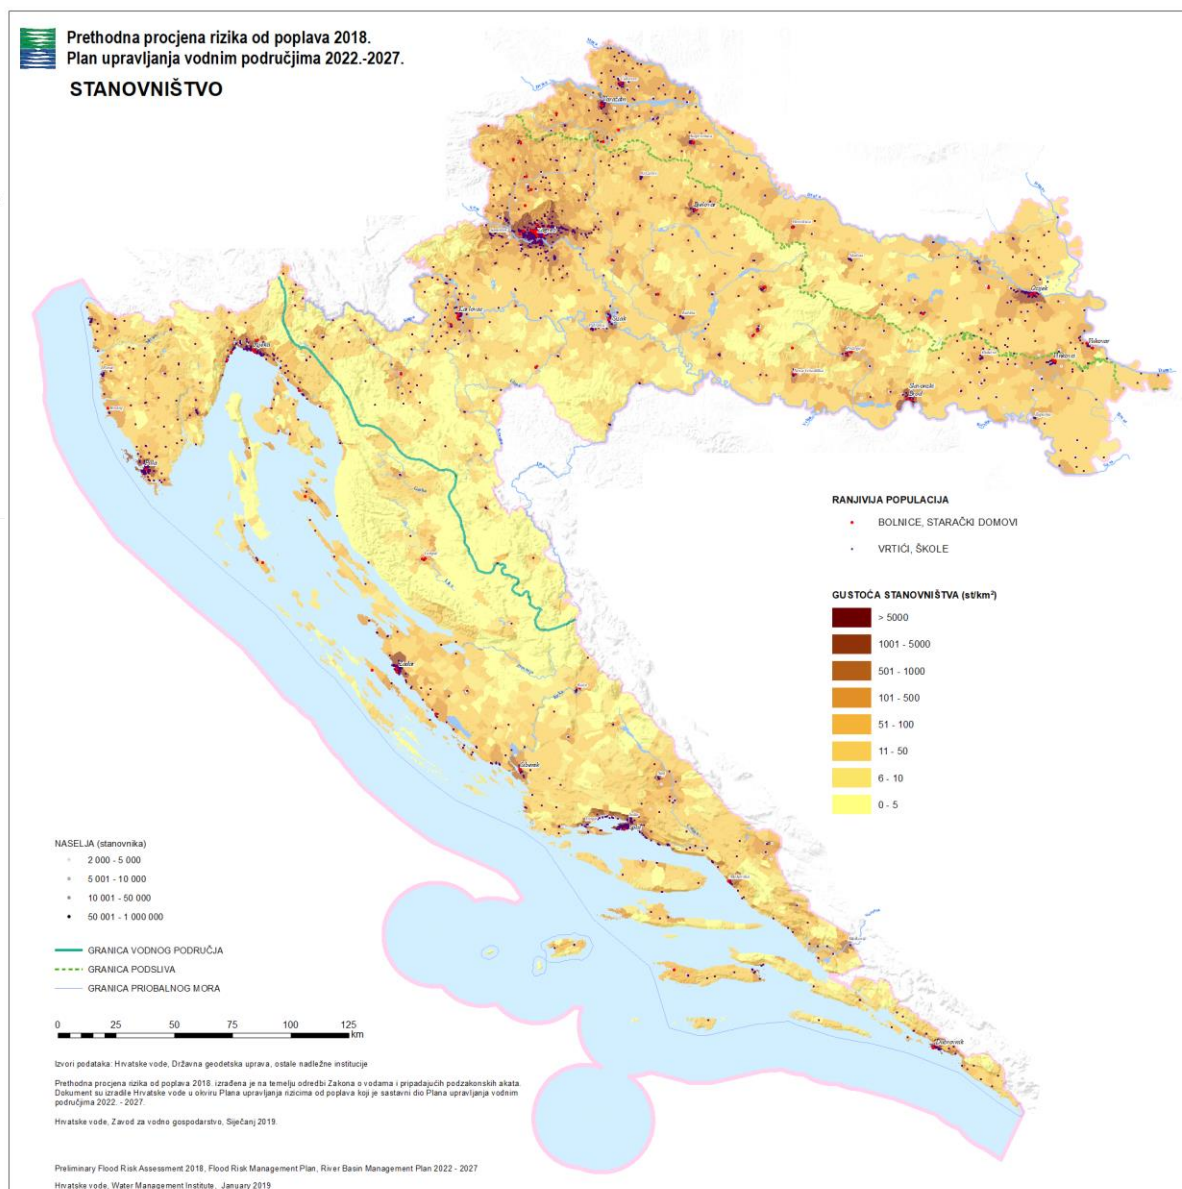 Prethodna procjena rizika od poplava 2018.
Plan upravljanja vodnim područjima 2022.-2027.
STANOVNIŠTVO
Varaždin
Bjelovar
Zagreb
Osijek
Karlovac
Sisak
Vukovar
Vinkovci
Slavonski
Brod
Rijeka
Pula
Zadar
Šibenik
Split
Dubrovnik
RANJIVIJA POPULACIJA
BOLNICE, STARAČKI DOMOVI
VRTIĆI, ŠKOLE
GUSTOĆA STANOVNIŠTVA (st/km²)
> 5000
1001 - 5000
501 - 1000
101 - 500
51 - 100
11 - 50
6 - 10
0 - 5
NASELJA (stanovnika)
2 000 - 5 000
5 001 - 10 000
10 001 - 50 000
50 001 - 1 000 000
GRANICA VODNOG PODRUČJA
GRANICA PODSLIVA
GRANICA PRIOBALNOG MORA
0 25 50 75 100 125
km
Izvori podataka: Hrvatske vode, Državna geodetska uprava, ostale nadležne institucije
Prethodna procjena rizika od poplava 2018. izrađena je na temelju odredbi Zakona o vodama i pripadajućih podzakonskih akata.
Dokument su izradile Hrvatske vode u okviru Plana upravljanja rizicima od poplava koji je sastavni dio Plana upravljanja vodnim
područjima 2022. - 2027.
Hrvatske vode, Zavod za vodno gospodarstvo, Siječanj 2019.
Preliminary Flood Risk Assessment 2018, Flood Risk Management Plan, River Basin Management Plan 2022 - 2027
Hrvatske vode, Water Management Institute, January 2019